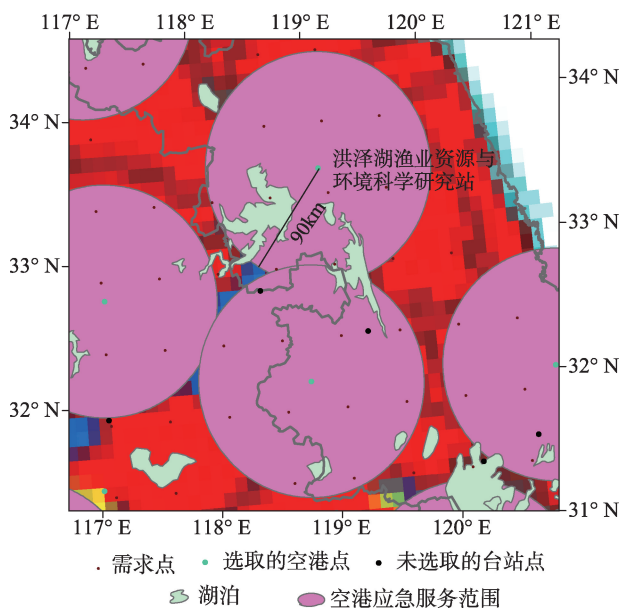 117° E 118° E 119° E 120° E 121° E
34° N
34° N
洪泽湖渔业资源与
环境科学研究站
90km
33° N
33° N
32° N
32° N
31° N
117° E 118° E 119° E 120° E
需求点 选取的空港点 未选取的台站点
湖泊 空港应急服务范围